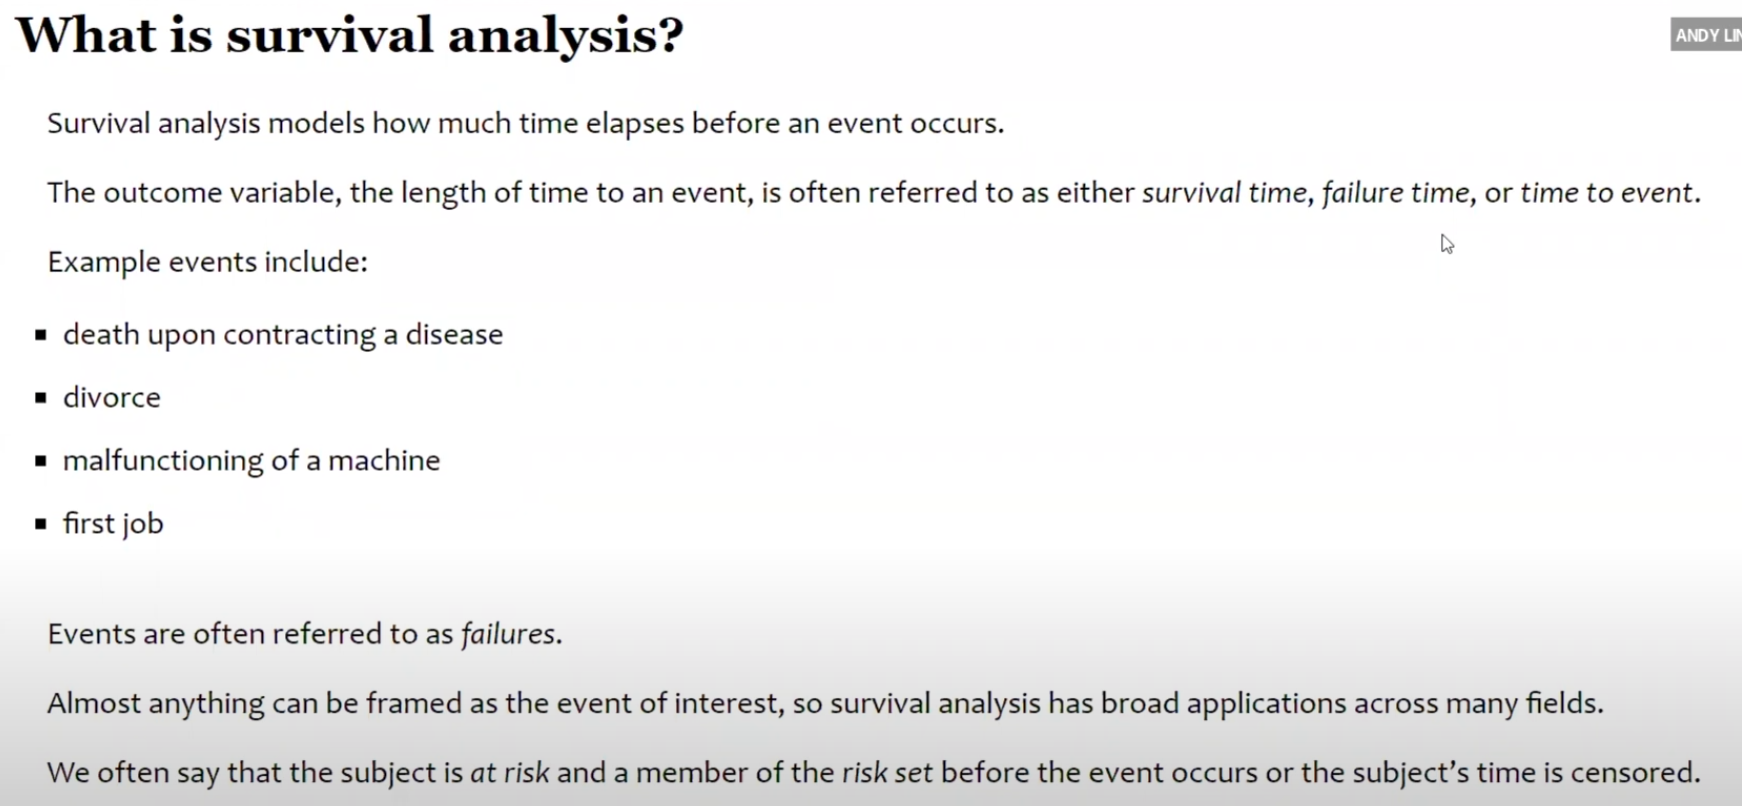 What is survival analysis?
ANDY LIN
Survival analysis models how much time elapses before an event occurs.
The outcome variable, the length of time to an event, is often referred to as either survival time, failure time, or time to event.
Example events include:
▪ death upon contracting a disease
▪ divorce
▪ malfunctioning of a machine
▪ first job
Events are often referred to as failures.
Almost anything can be framed as the event of interest, so survival analysis has broad applications across many fields.
We often say that the subject is at risk and a member of the risk set before the event occurs or the subject’s time is censored.